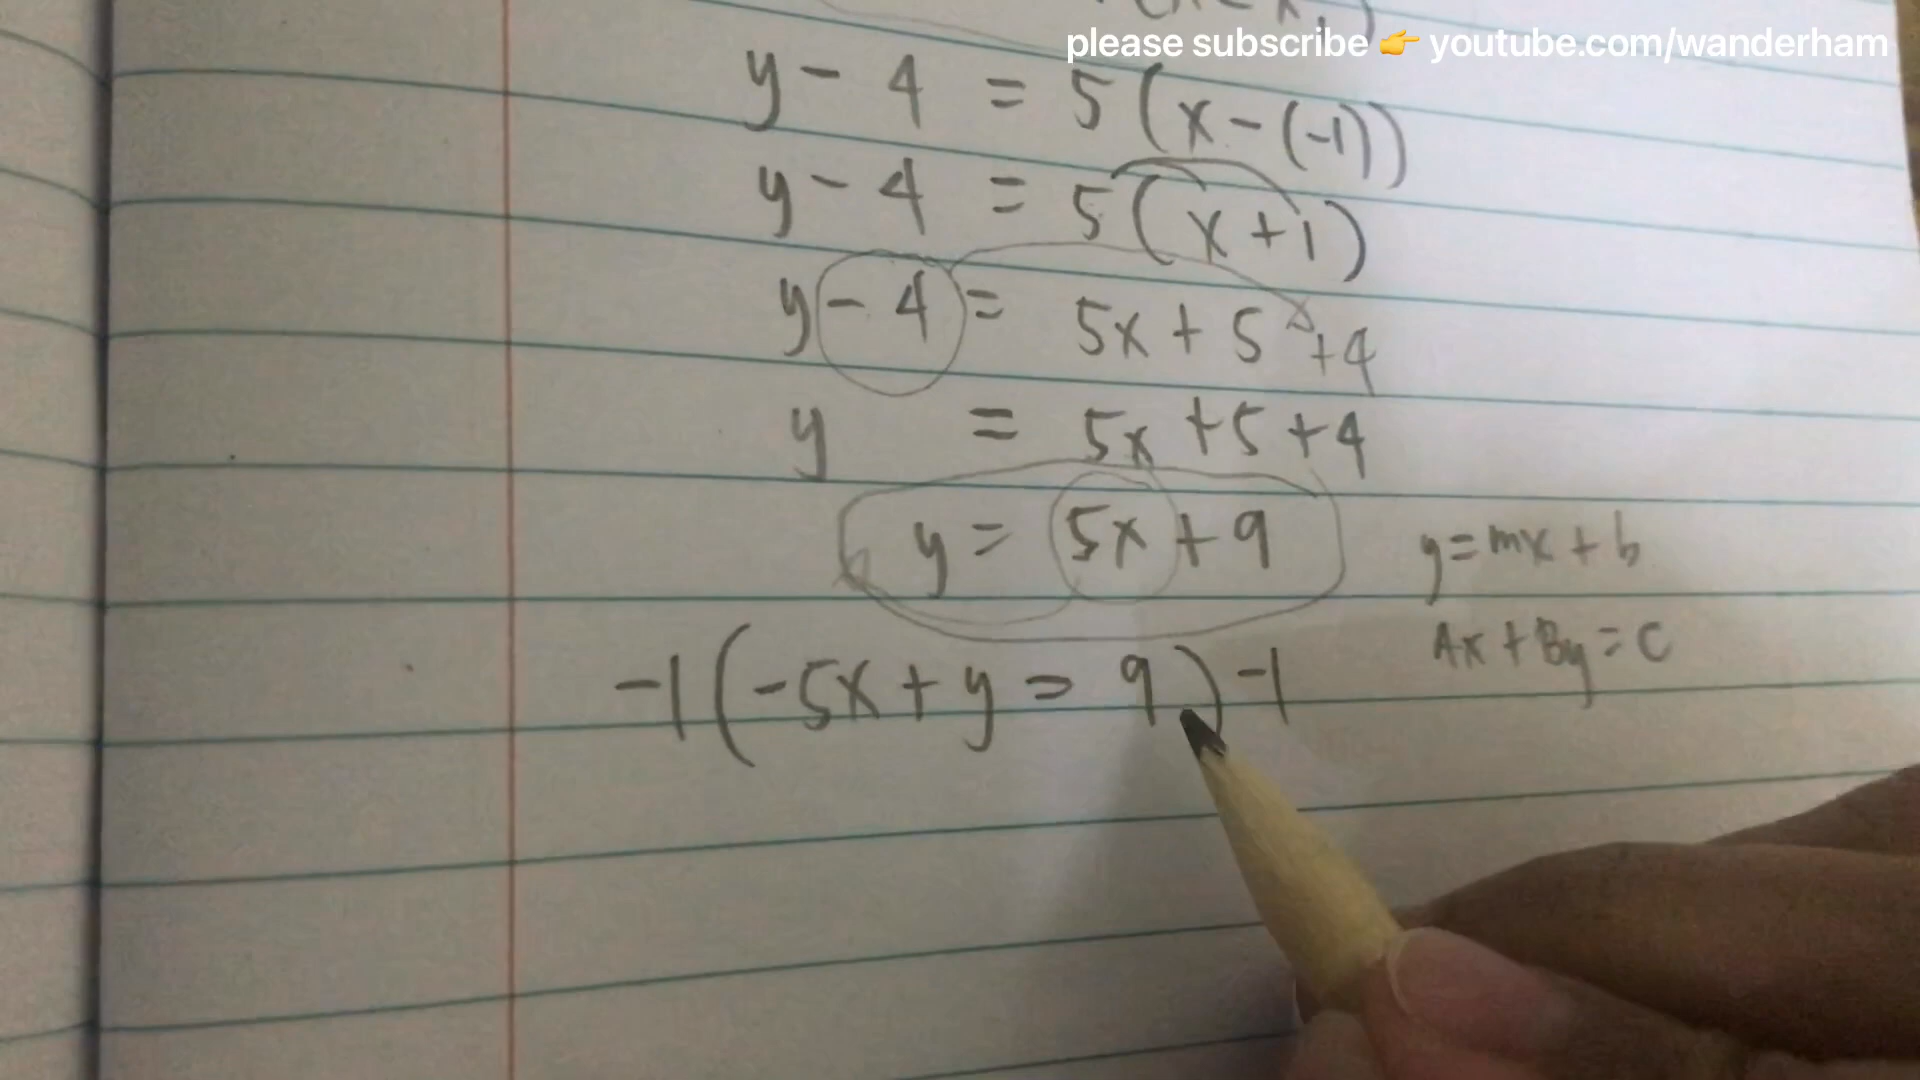 please subscribe 👉 youtube.com/wanderham
y - 4 = 5(x - (-1))
y - 4 = 5(x + 1)
y - 4 = 5x + 5 + 4
y = 5x + 5 + 4
y = 5x + 9
y = mx + b
Ax + By = C
-1(-5x + y = 9)-1